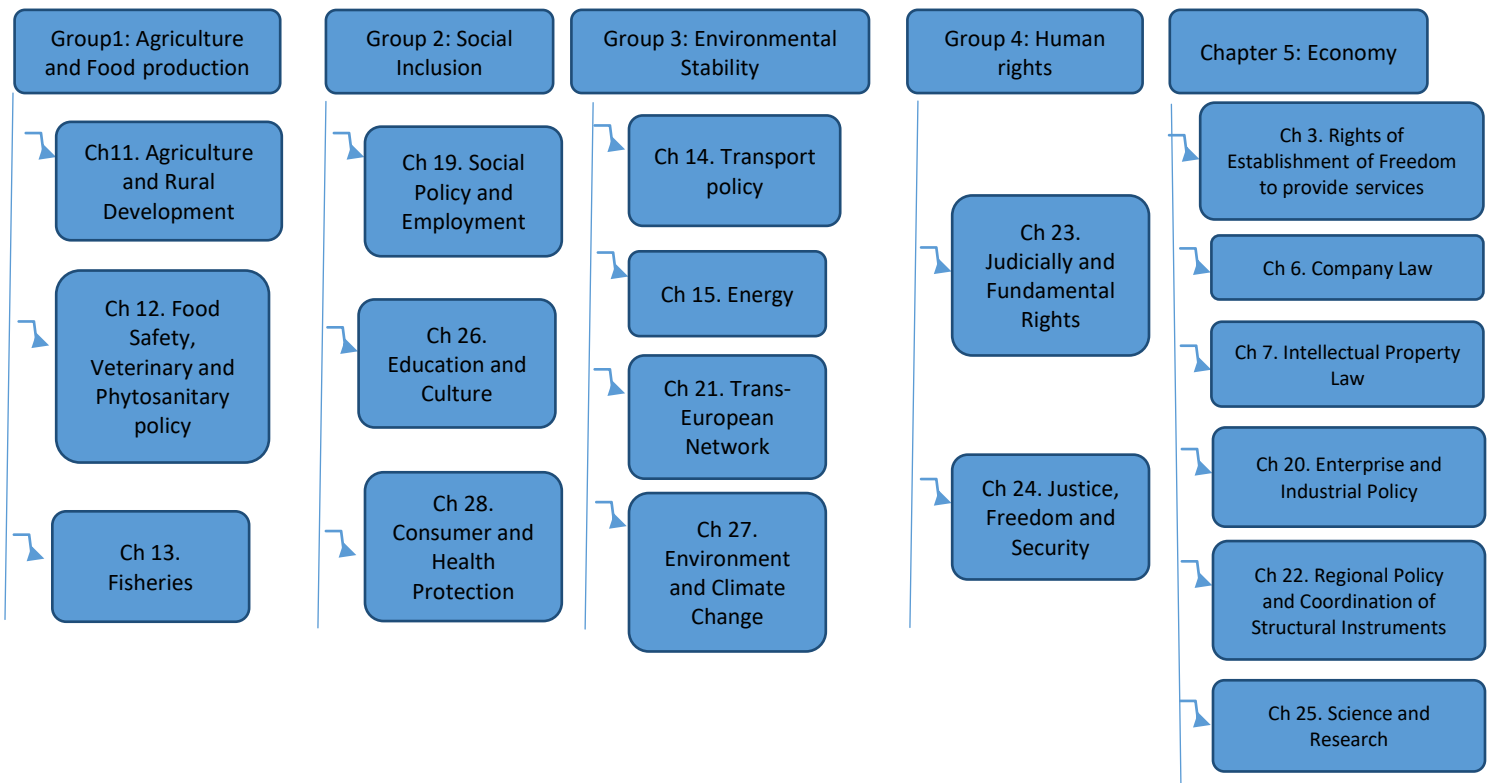 Group1: Agriculture
and Food production
Ch11. Agriculture
and Rural
Development
Ch 12. Food
Safety,
Veterinary and
Phytosanitary
policy
Ch 13.
Fisheries
Group 2: Social
Inclusion
Ch 19. Social
Policy and
Employment
Ch 26.
Education and
Culture
Ch 28.
Consumer and
Health
Protection
Group 3: Environmental
Stability
Ch 14. Transport
policy
Ch 15. Energy
Ch 21. Trans-
European
Network
Ch 27.
Environment
and Climate
Change
Group 4: Human
rights
Ch 23.
Judicially and
Fundamental
Rights
Ch 24. Justice,
Freedom and
Security
Chapter 5: Economy
Ch 3. Rights of
Establishment of Freedom
to provide services
Ch 6. Company Law
Ch 7. Intellectual Property
Law
Ch 20. Enterprise and
Industrial Policy
Ch 22. Regional Policy
and Coordination of
Structural Instruments
Ch 25. Science and
Research